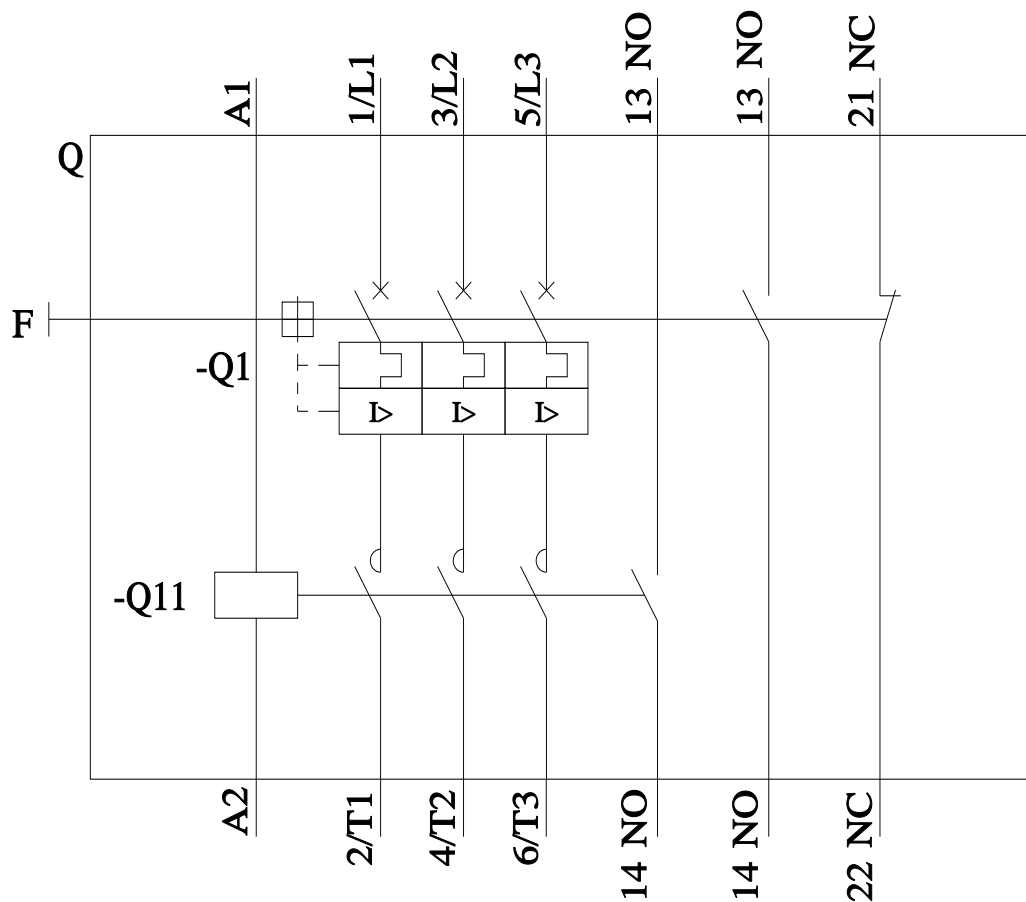 A1
1/L1
3/L2
5/L3
13 NO
13 NO
21 NC
Q
F
-Q1
I>
I>
I>
-Q11
A2
2/T1
4/T2
6/T3
14 NO
14 NO
22 NC